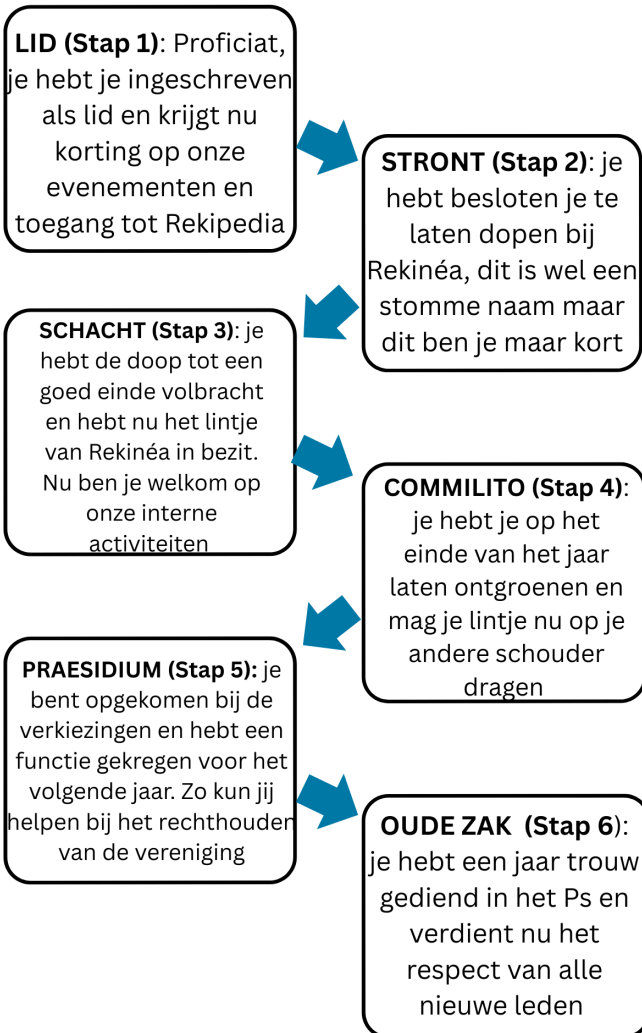 LID (Stap 1): Proficiat,
je hebt je ingeschreven
als lid en krijgt nu
korting op onze
evenementen en
toegang tot Rekipedia
STRONT (Stap 2): je
hebt besloten je te
laten dopen bij
Rekinéa, dit is wel een
stomme naam maar
dit ben je maar kort
SCHACHT (Stap 3): je
hebt de doop tot een
goed einde volbracht
en hebt nu het lintje
van Rekinéa in bezit.
Nu ben je welkom op
onze interne
activiteiten
COMMILITO (Stap 4):
je hebt je op het
einde van het jaar
laten ontgroenen en
mag je lintje nu op je
andere schouder
dragen
PRAESIDIUM (Stap 5): je
bent opgekomen bij de
verkiezingen en hebt een
functie gekregen voor het
volgende jaar. Zo kun jij
helpen bij het rechthouden
van de vereniging
OUDE ZAK (Stap 6):
je hebt een jaar trouw
gediend in het Ps en
verdient nu het
respect van alle
nieuwe leden